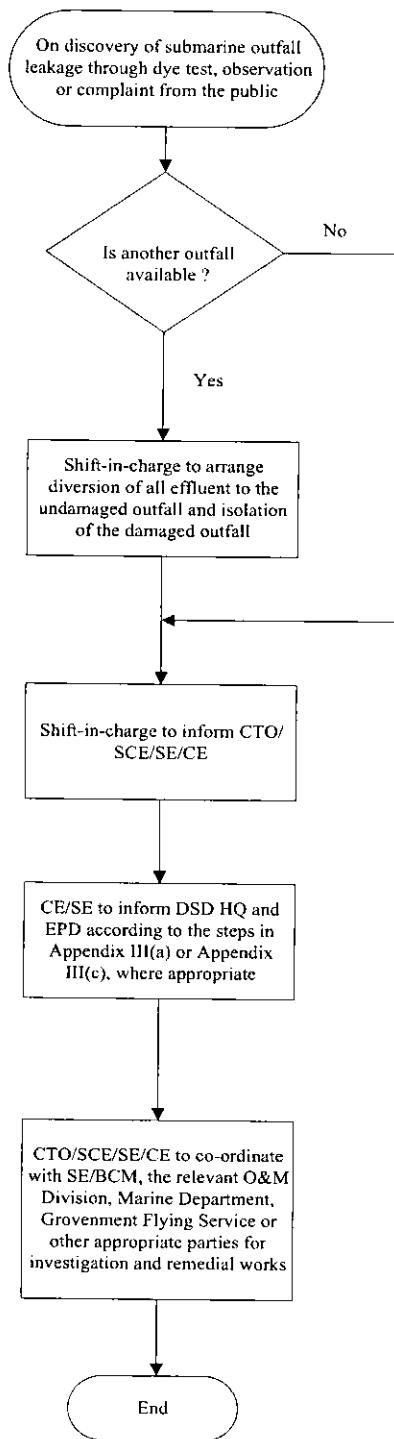 On discovery of submarine outfall
leakage through dye test, observation
or complaint from the public
Is another outfall
available ?
No
Yes
Shift-in-charge to arrange
diversion of all effluent to the
undamaged outfall and isolation
of the damaged outfall
Shift-in-charge to inform CTO/
SCE/SE/CE
CE/SE to inform DSD HQ and
EPD according to the steps in
Appendix III(a) or Appendix
III(c), where appropriate
CTO/SCE/SE/CE to co-ordinate
with SE/BCM, the relevant O&M
Division, Marine Department,
Grovenment Flying Service or
other appropriate parties for
investigation and remedial works
End